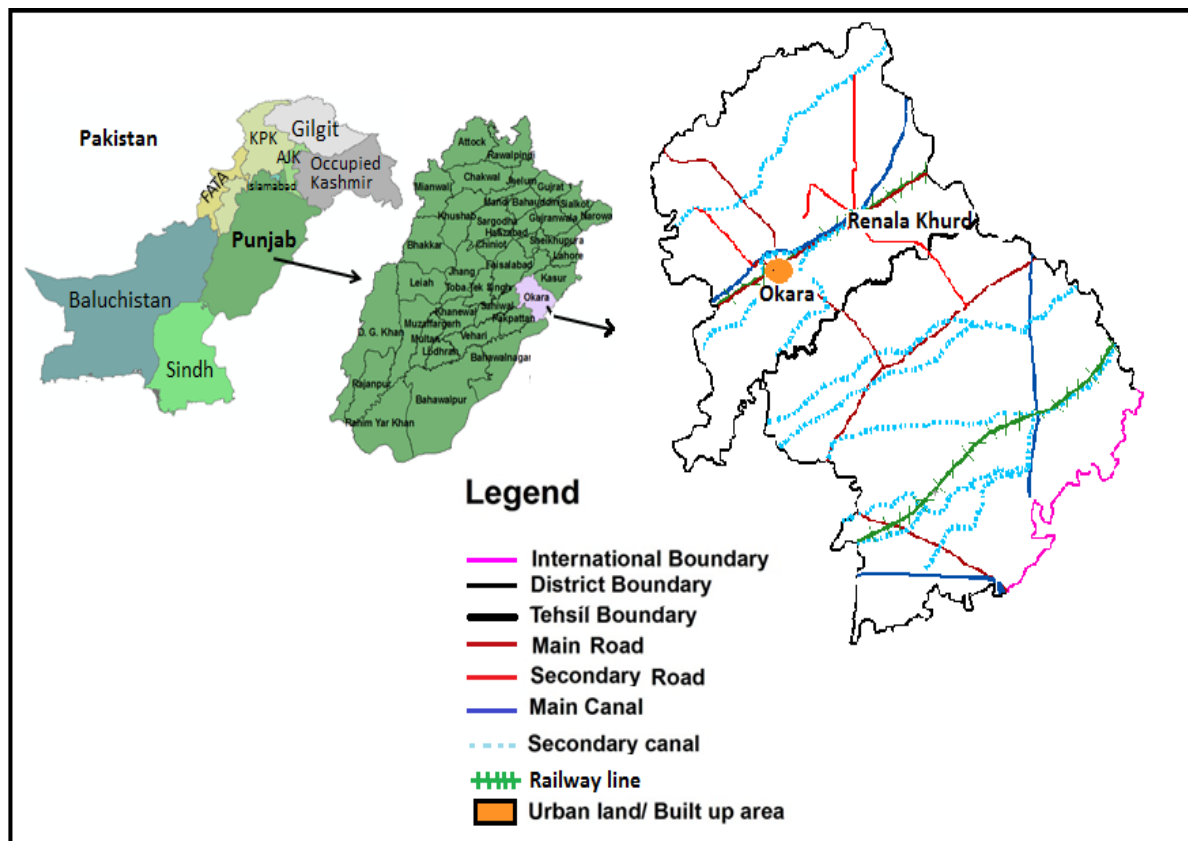 Pakistan
Gilgit
KPK
AJK
Occupied
Kashmir
FATA
Islamabad
Punjab
Baluchistan
Sindh
Attock
Rawalpindi
Chakwal
Jhelum
Gujrat
Mianwali
Mandi Bahauddin
Sialkot
Khushab
Sargodha
Gujranwala
Narowa
Hafizabad
Bhakkar
Chiniot
Sheikhupura
Lahore
Faisalabad
Jhang
Kasur
Leiah
Toba Tek Singh
Okara
Sahiwal
Khanewal
Pakpattan
D. G. Khan
Muzaffargarh
Multan
Vehari
Lodhran
Bahawalnagar
Rajanpur
Bahawalpur
Rahim Yar Khan
Renala Khurd
Okara
Legend
International Boundary
District Boundary
Tehsil Boundary
Main Road
Secondary Road
Main Canal
Secondary canal
Railway line
Urban land/ Built up area